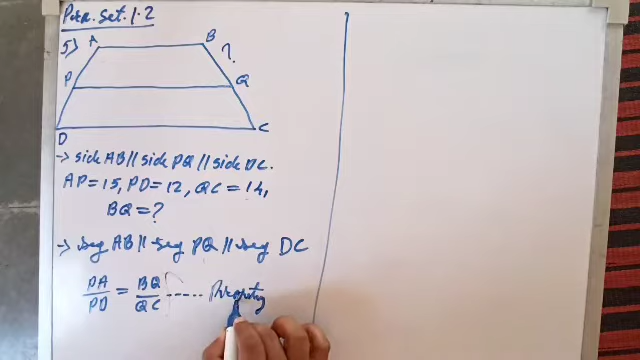 Prac. Set. 1.2
5)
A
B
?
P
Q
D
C
→ side AB || side PQ || side DC.
AP = 15, PD = 12, QC = 14,
BQ = ?
→ seg AB || seg PQ || seg DC
PA/PD = BQ/QC ...... Property